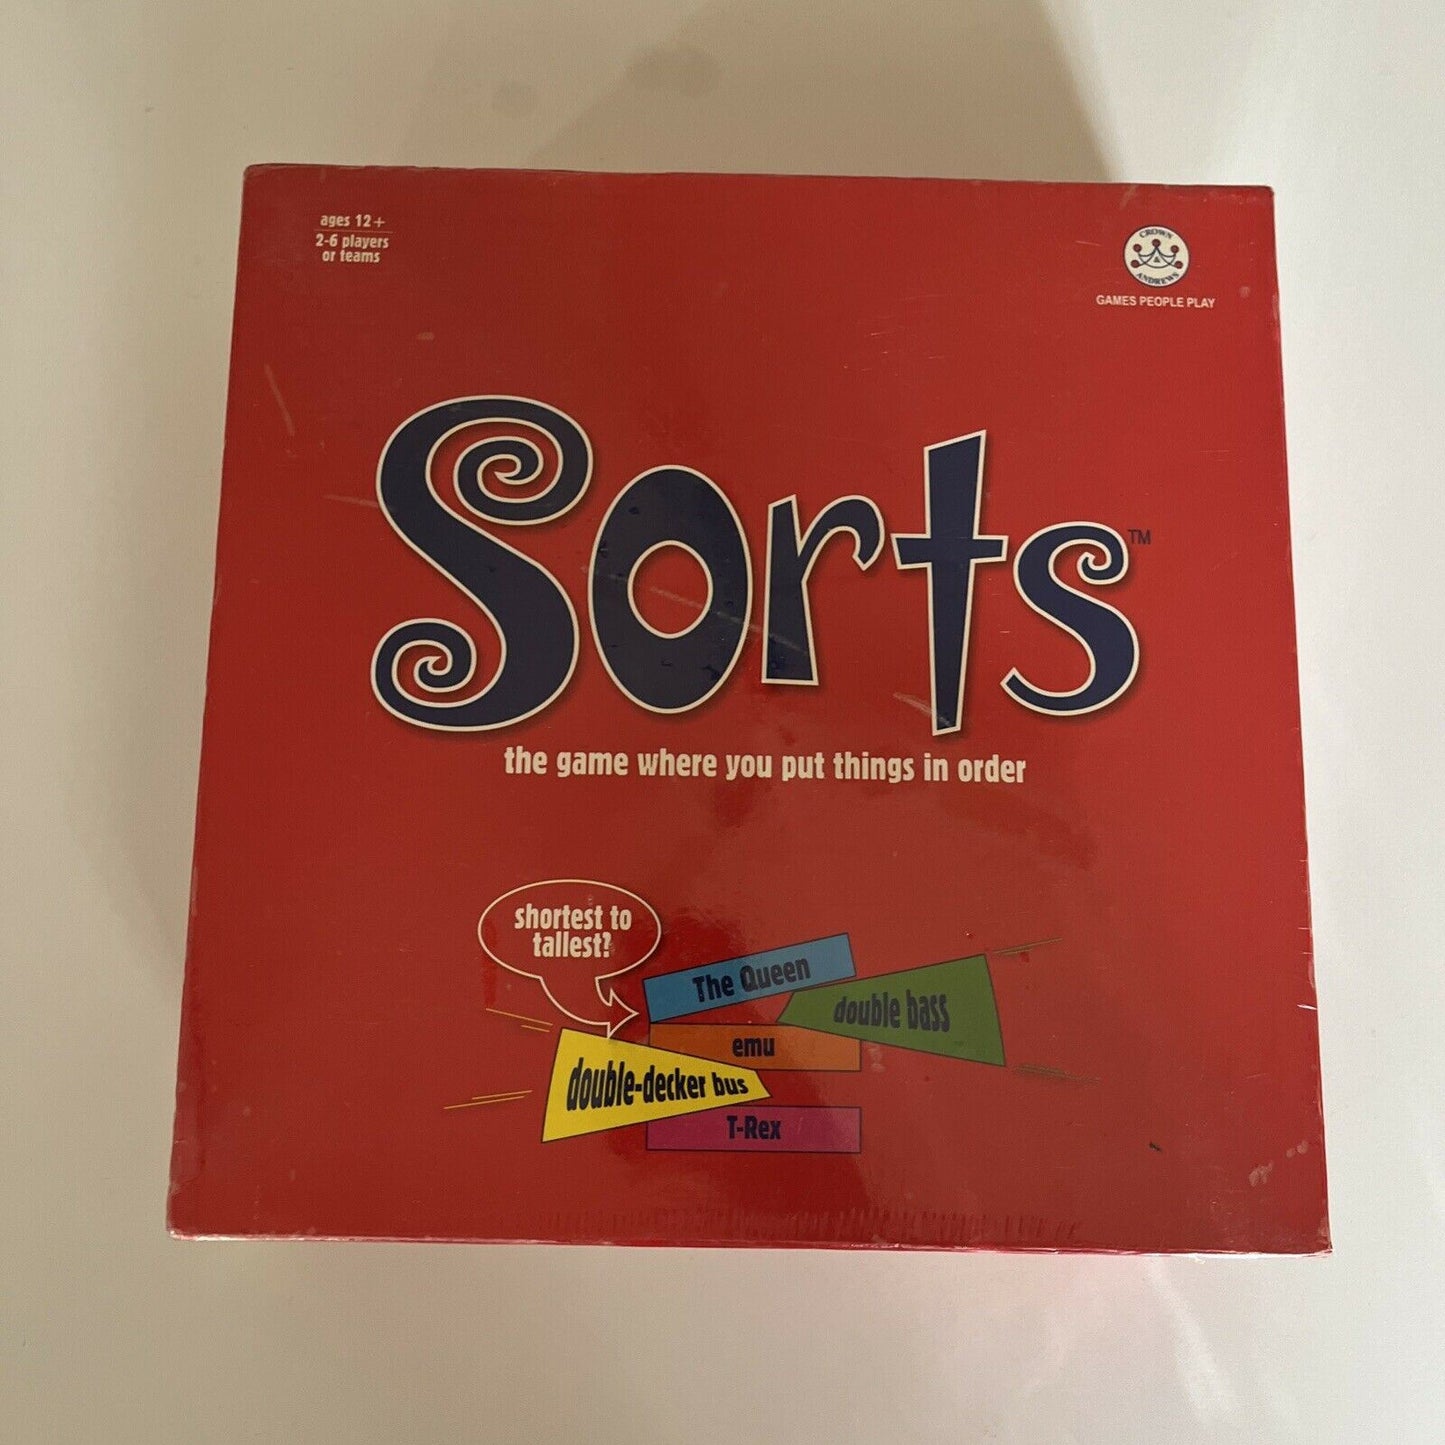 ages 12+
2-6 players
or teams
CROWN
&
ANDREWS
GAMES PEOPLE PLAY
Sorts™
the game where you put things in order
shortest to
tallest?
The Queen
double bass
emu
double-decker bus
T-Rex